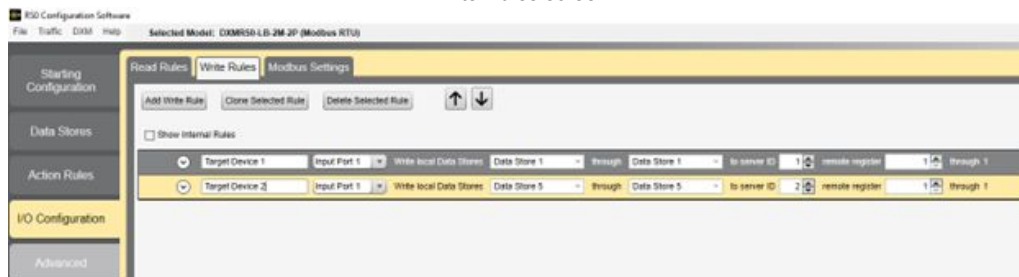 R50 Configuration Software
File Traffic DXM Help Selected Model: DXMR50-LB-2M-2P (Modbus RTU)
Starting Configuration
Data Stores
Action Rules
I/O Configuration
Advanced
Read Rules Write Rules Modbus Settings
Add Write Rule Clone Selected Rule Delete Selected Rule
Show Internal Rules
Target Device 1 Input Port 1 Write local Data Stores Data Store 1 through Data Store 1 to server ID 1 remote register 1 through 1
Target Device 2 Input Port 1 Write local Data Stores Data Store 5 through Data Store 5 to server ID 2 remote register 1 through 1